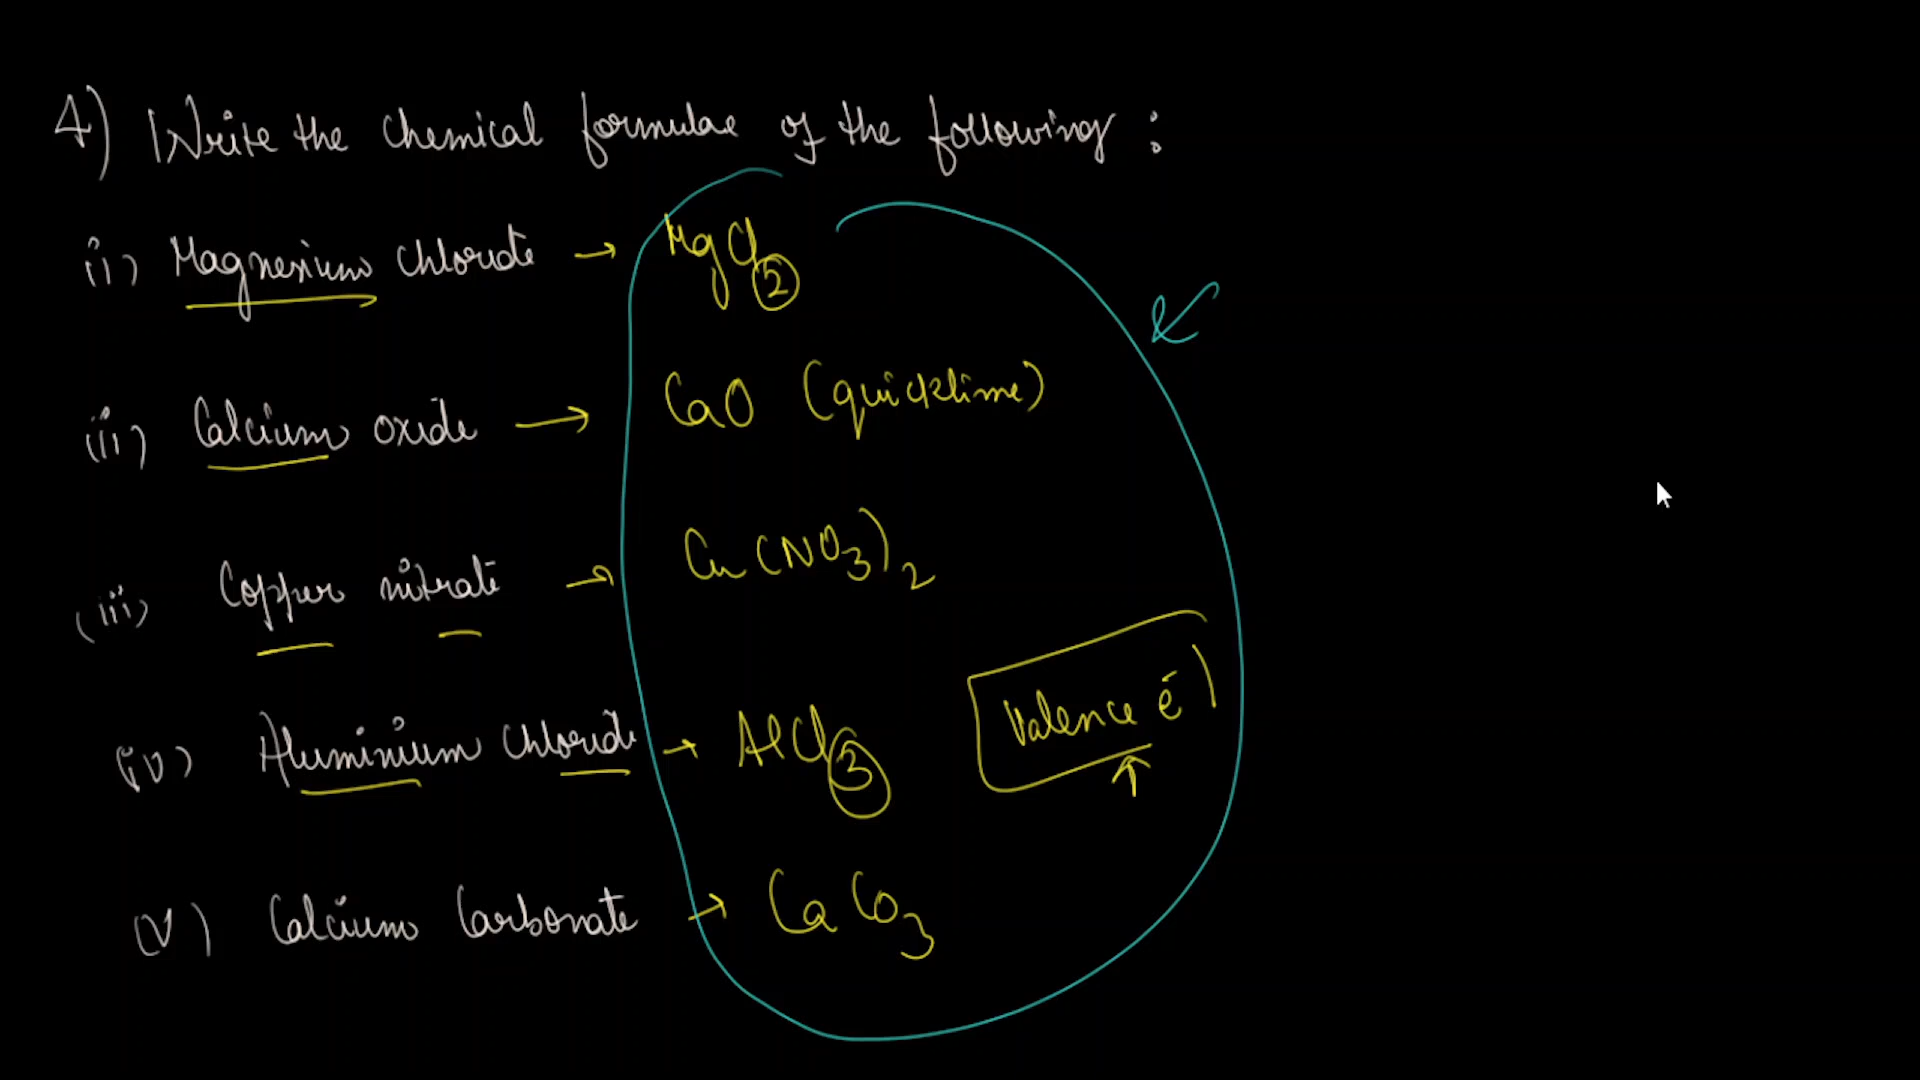 4) Write the chemical formulae of the following :
(i) Magnesium chloride → MgCl2
(ii) Calcium oxide → CaO (quicklime)
(iii) Copper nitrate → Cu(NO3)2
(iv) Aluminium chloride → AlCl3
Valence e-
(v) Calcium Carbonate → CaCO3